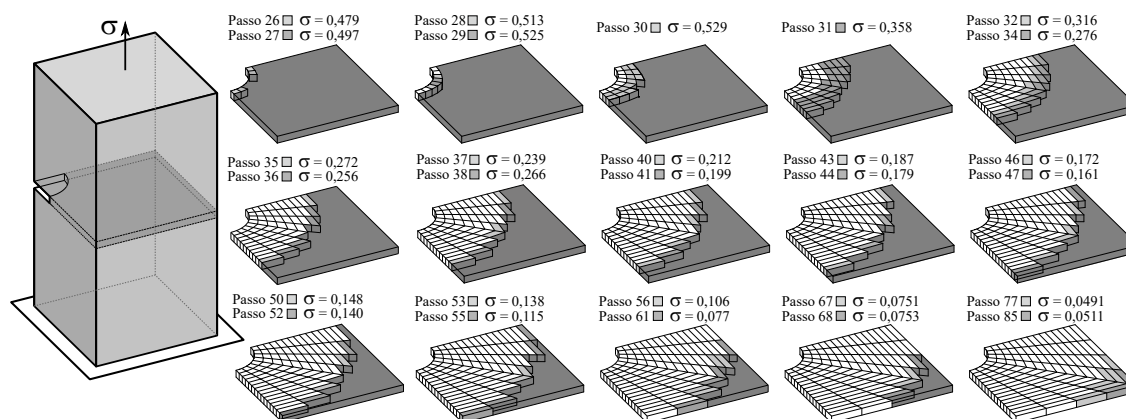 σ
Passo 26 σ = 0,479
Passo 27 σ = 0,497
Passo 28 σ = 0,513
Passo 29 σ = 0,525
Passo 30 σ = 0,529
Passo 31 σ = 0,358
Passo 32 σ = 0,316
Passo 34 σ = 0,276
Passo 35 σ = 0,272
Passo 36 σ = 0,256
Passo 37 σ = 0,239
Passo 38 σ = 0,266
Passo 40 σ = 0,212
Passo 41 σ = 0,199
Passo 43 σ = 0,187
Passo 44 σ = 0,179
Passo 46 σ = 0,172
Passo 47 σ = 0,161
Passo 50 σ = 0,148
Passo 52 σ = 0,140
Passo 53 σ = 0,138
Passo 55 σ = 0,115
Passo 56 σ = 0,106
Passo 61 σ = 0,077
Passo 67 σ = 0,0751
Passo 68 σ = 0,0753
Passo 77 σ = 0,0491
Passo 85 σ = 0,0511